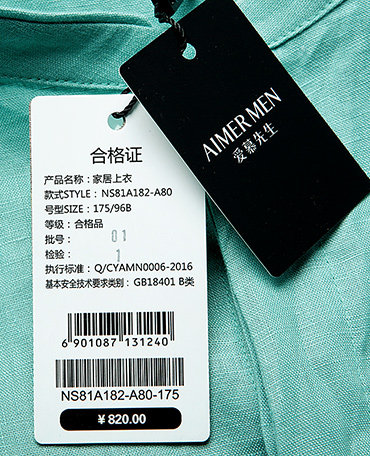 AIMER MEN
爱慕先生
合格证
产品名称：家居上衣
款式STYLE：NS81A182-A80
号型SIZE：175/96B
等级：合格品
批号： 01
检验： 1
执行标准：Q/CYAMN0006-2016
基本安全技术要求类别：GB18401 B类
6 901087 131240
NS81A182-A80-175
¥820.00